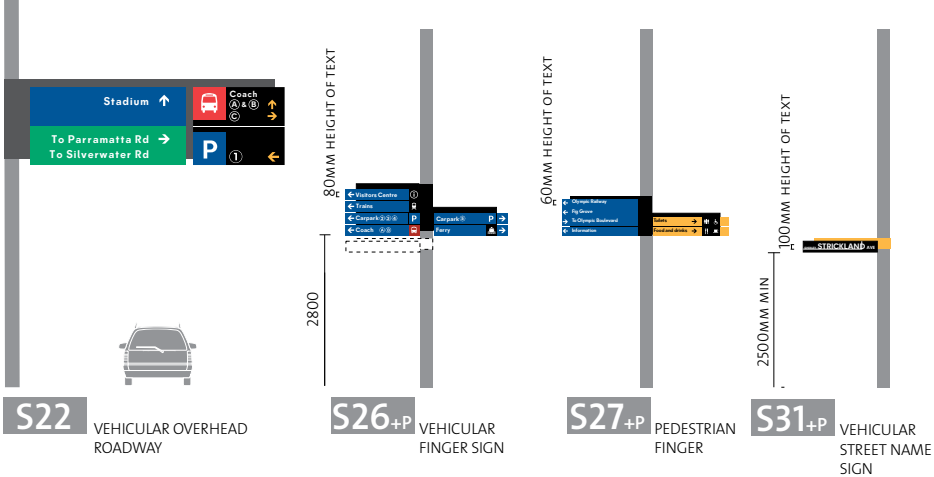 Stadium
To Parramatta Rd
To Silverwater Rd
Coach
A & B
C
P
1
80MM HEIGHT OF TEXT
Visitors Centre
Trains
Carpark
P
Coach
Carpark
P
Ferry
2800
60MM HEIGHT OF TEXT
Olympic Railway
Fig Grove
To Olympic Boulevard
Information
Toilets
Food and drinks
100MM HEIGHT OF TEXT
STRICKLAND AVE
2500MM MIN
S22 VEHICULAR OVERHEAD
ROADWAY
S26+P VEHICULAR
FINGER SIGN
S27+P PEDESTRIAN
FINGER
S31+P VEHICULAR
STREET NAME
SIGN